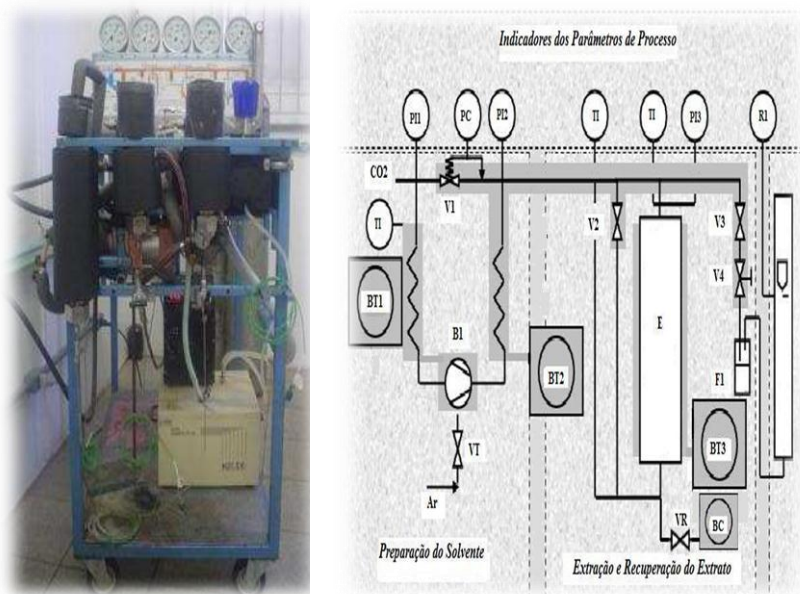 Indicadores dos Parâmetros de Processo
PI1
PC
PI2
TI
TI
PI3
R1
CO2
V1
V2
V3
TI
V4
BT1
B1
E
BT2
F1
VT
BT3
Ar
VR
BC
Preparação do Solvente
Extração e Recuperação do Extrato